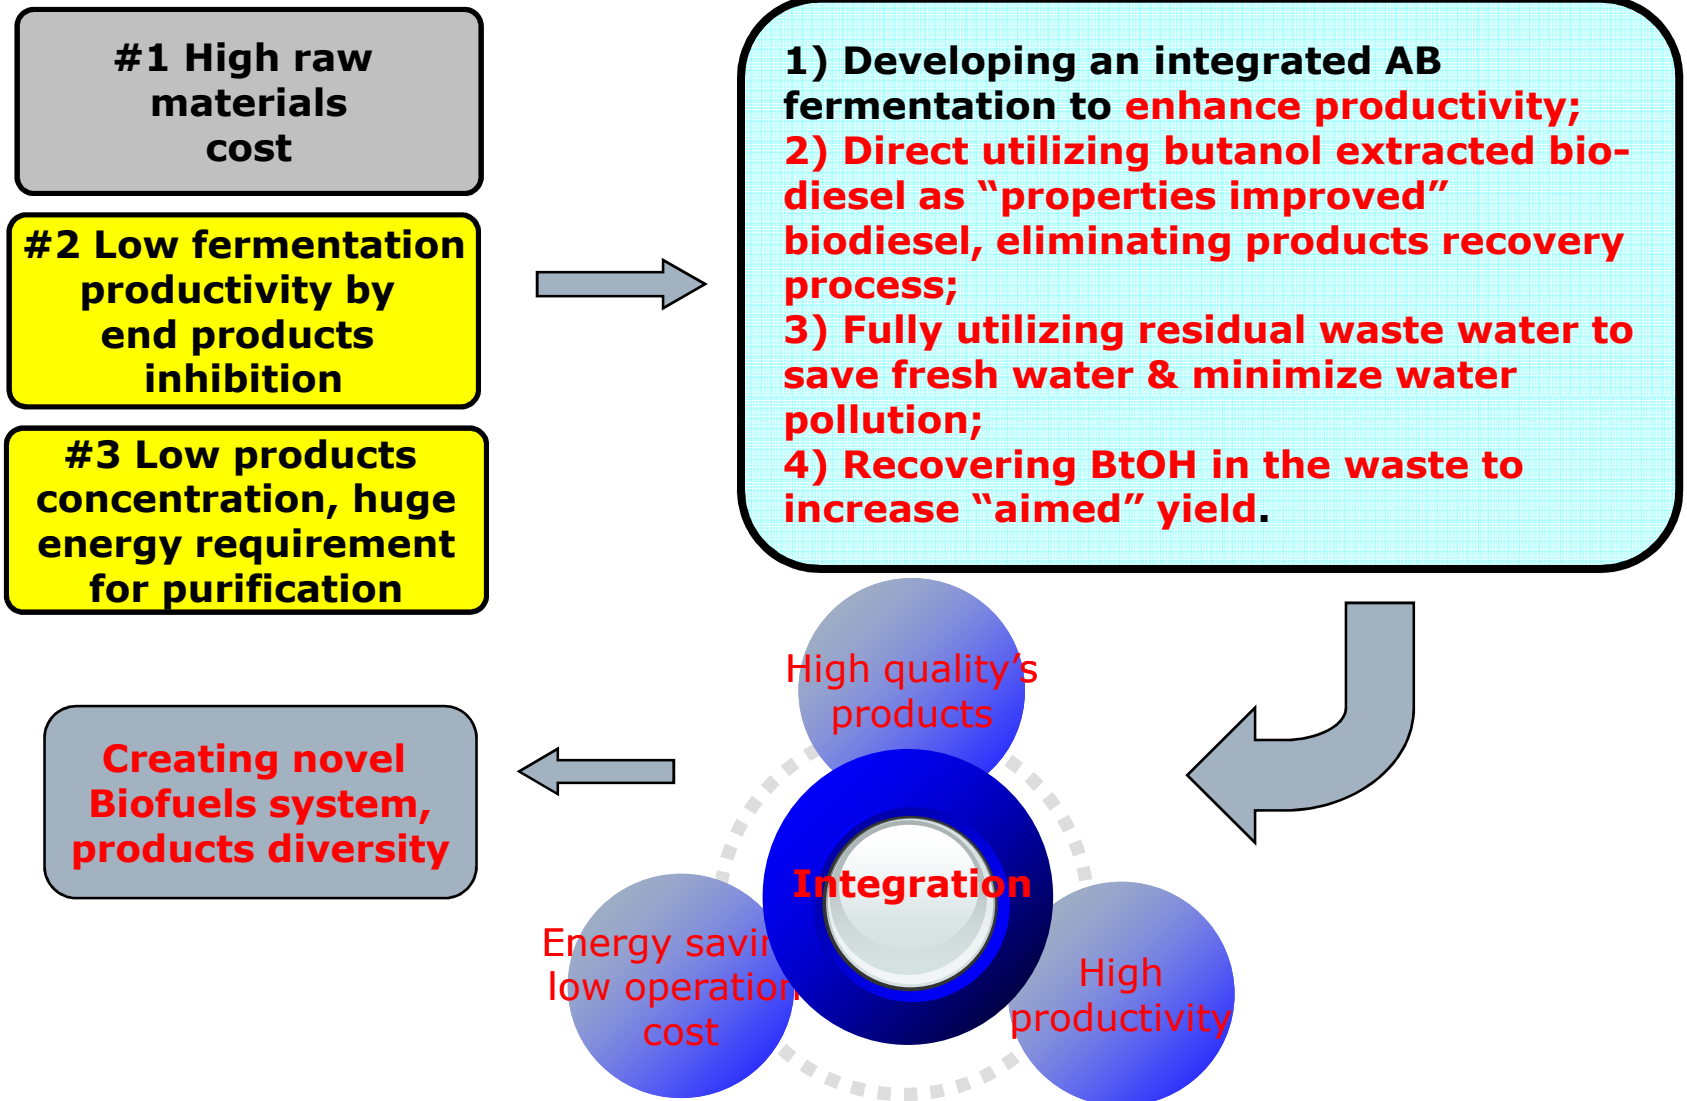 #1 High raw
materials
cost
#2 Low fermentation
productivity by
end products
inhibition
#3 Low products
concentration, huge
energy requirement
for purification
1) Developing an integrated AB
fermentation to enhance productivity;
2) Direct utilizing butanol extracted bio-
diesel as “properties improved”
biodiesel, eliminating products recovery
process;
3) Fully utilizing residual waste water to
save fresh water & minimize water
pollution;
4) Recovering BtOH in the waste to
increase “aimed” yield.
High quality’s
products
Integration
Energy savin
low operation
cost
High
productivity
Creating novel
Biofuels system,
products diversity